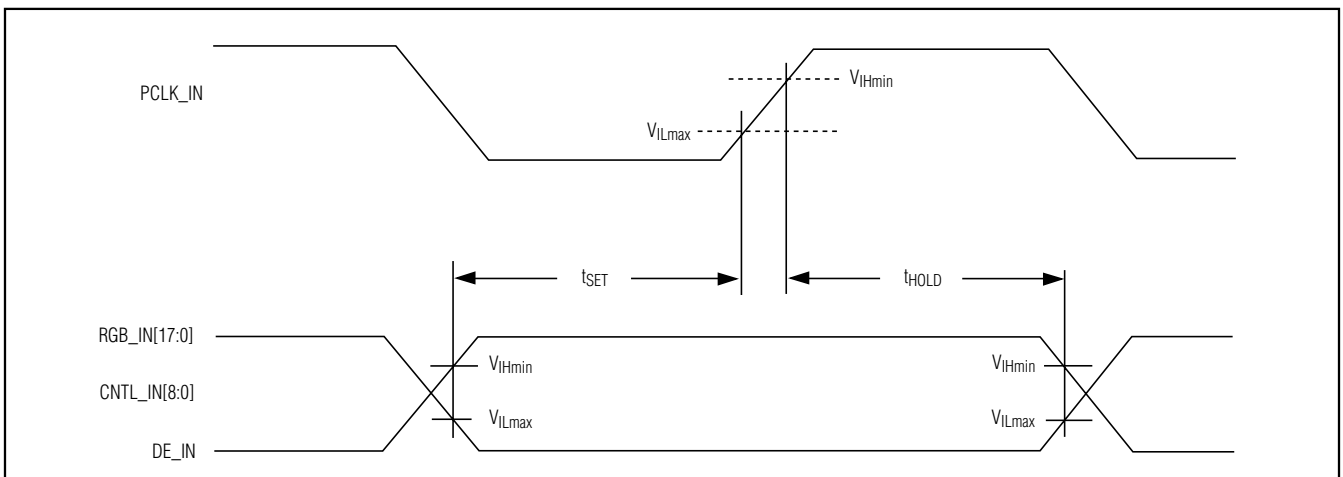 PCLK_IN
VIHmin
VILmax
tSET
tHOLD
RGB_IN[17:0]
CNTL_IN[8:0]
DE_IN
VIHmin
VILmax
VIHmin
VILmax